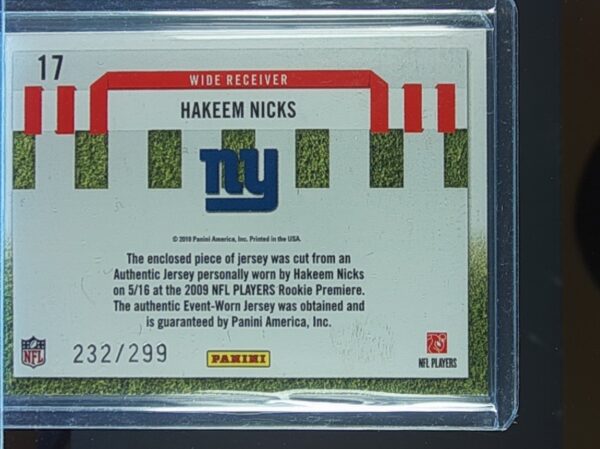 17
WIDE RECEIVER
HAKEEM NICKS
ny
© 2010 Panini America, Inc. Printed in the USA.
The enclosed piece of jersey was cut from an
Authentic Jersey personally worn by Hakeem Nicks
on 5/16 at the 2009 NFL PLAYERS Rookie Premiere.
The authentic Event-Worn Jersey was obtained and
is guaranteed by Panini America, Inc.
NFL
232/299
PANINI
NFL PLAYERS